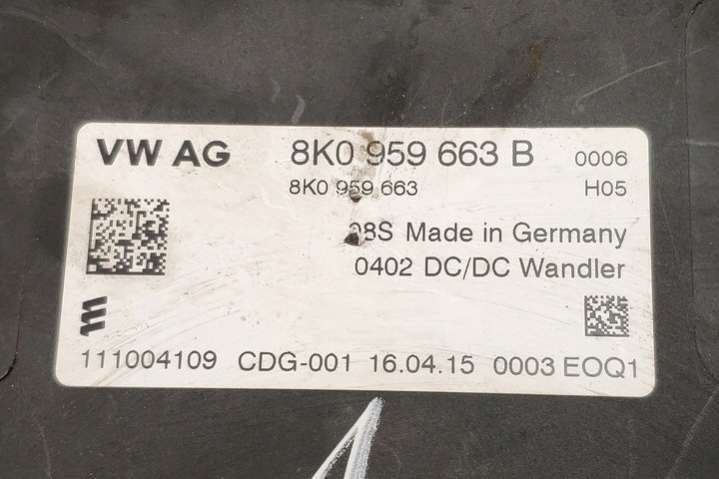 VW AG 8K0 959 663 B 0006
8K0 959 663 H05
Made in Germany
0402 DC/DC Wandler
111004109 CDG-001 16.04.15 0003 EOQ1